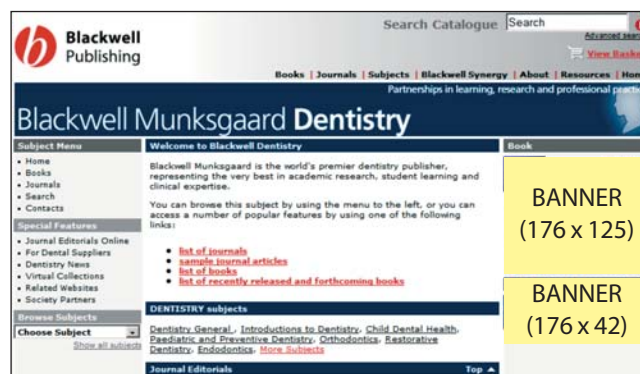 Blackwell
Publishing
Search Catalogue
Search
Advanced
View
Books | Journals | Subjects | Blackwell Synergy | About | Resources |
Partnerships in learning, research and professional
Blackwell Munksgaard Dentistry
Subject Menu
Home
Books
Journals
Search
Contacts
Special Features
Journal Editorials Online
For Dental Suppliers
Dentistry News
Virtual Collections
Related Websites
Society Partners
Browse Subjects
Choose Subject
Show all subjects
Welcome to Blackwell Dentistry
Blackwell Munksgaard is the world's premier dentistry publisher,
representing the very best in academic research, student learning and
clinical expertise.
You can browse this subject by using the menu to the left, or you can
access a number of popular features by using one of the following
links:
list of journals
sample journal articles
list of books
list of recently released and forthcoming books
DENTISTRY subjects
Dentistry General , Introductions to Dentistry, Child Dental Health,
Paediatric and Preventive Dentistry, Orthodontics, Restorative
Dentistry, Endodontics, More Subjects
Journal Editorials
Top
Book
BANNER
(176 x 125)
BANNER
(176 x 42)